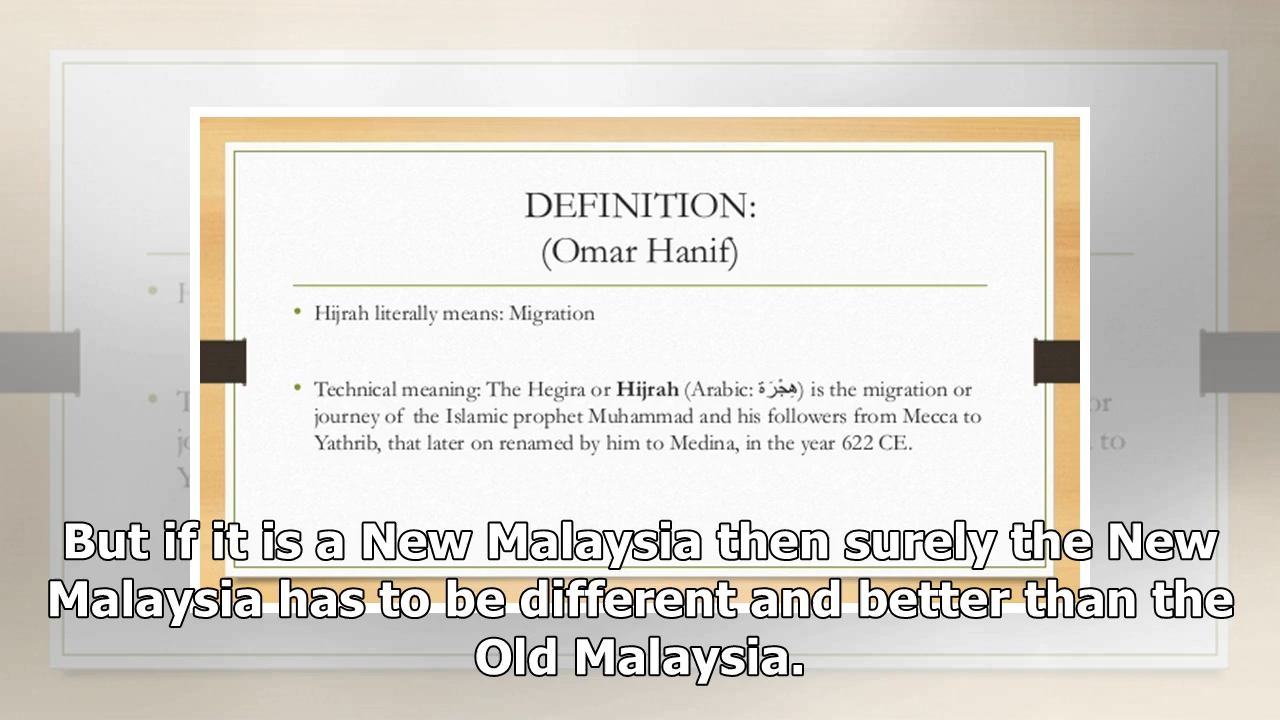 DEFINITION:
(Omar Hanif)
• Hijrah literally means: Migration
• Technical meaning: The Hegira or Hijrah (Arabic: هِجْرَة) is the migration or
journey of the Islamic prophet Muhammad and his followers from Mecca to
Yathrib, that later on renamed by him to Medina, in the year 622 CE.
But if it is a New Malaysia then surely the New
Malaysia has to be different and better than the
Old Malaysia.